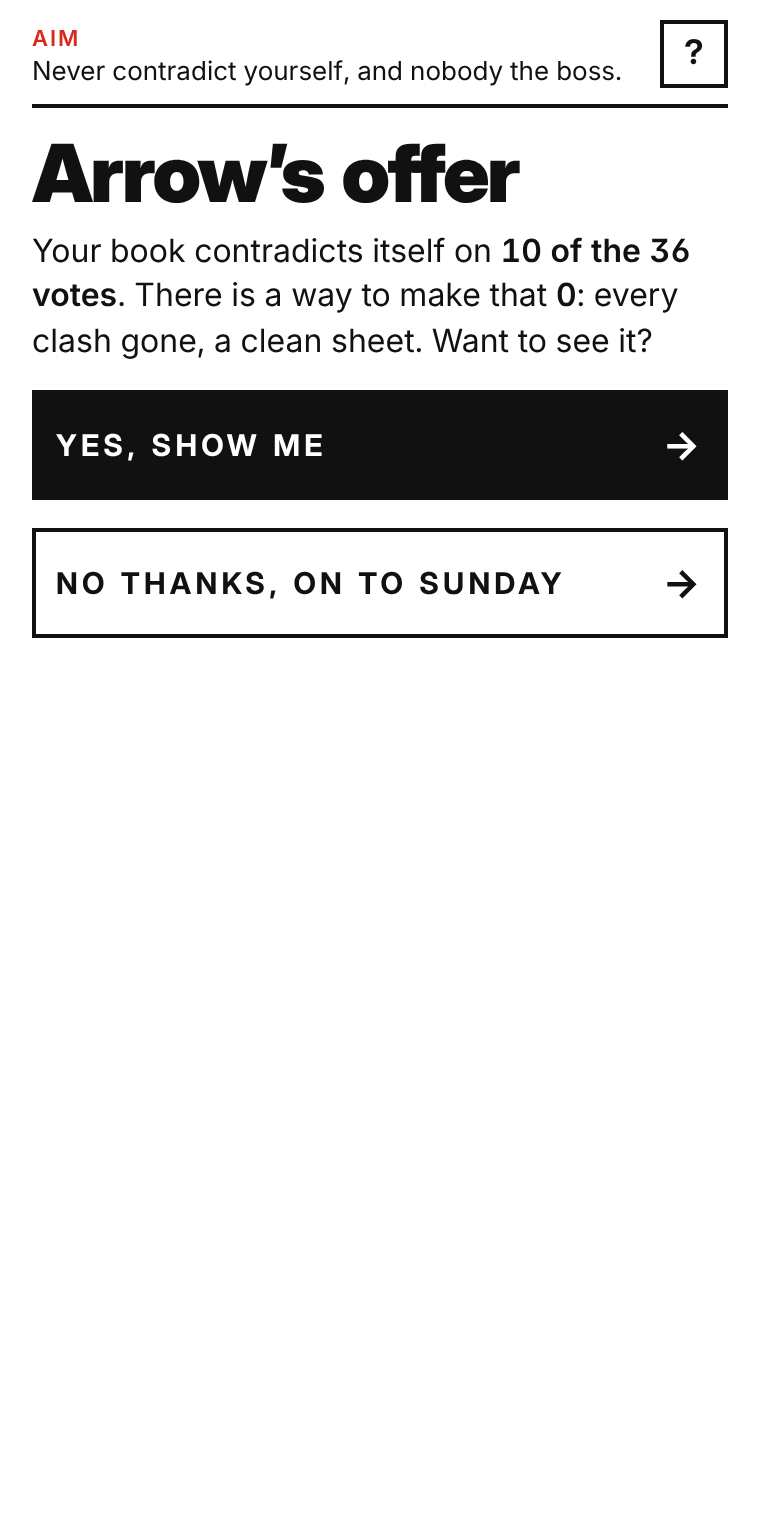 AIM
Never contradict yourself, and nobody the boss.
?
Arrow’s offer
Your book contradicts itself on 10 of the 36
votes. There is a way to make that 0: every
clash gone, a clean sheet. Want to see it?
YES, SHOW ME →
NO THANKS, ON TO SUNDAY →